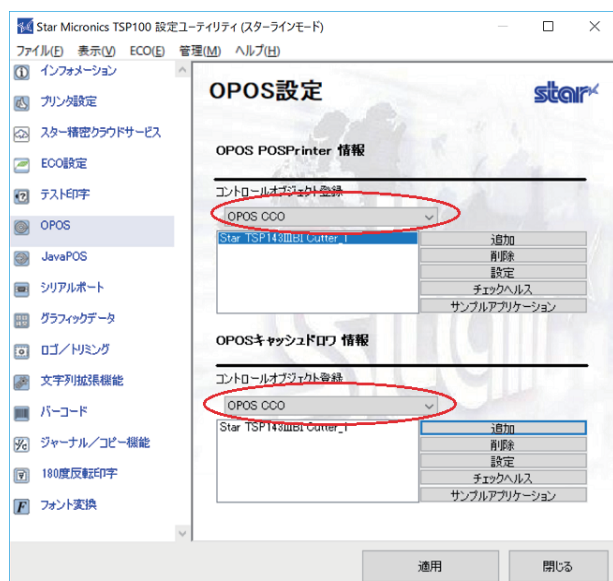 Star Micronics TSP100 設定ユーティリティ (スターラインモード)
ファイル(F) 表示(V) ECO(E) 管理(M) ヘルプ(H)
インフォメーション
プリンタ設定
スター精密クラウドサービス
ECO設定
テスト印字
OPOS
JavaPOS
シリアルポート
グラフィックデータ
ロゴ/トリミング
文字列拡張機能
バーコード
ジャーナル/コピー機能
180度反転印字
フォント変換
OPOS設定
star
OPOS POSPrinter 情報
コントロールオブジェクト登録
OPOS CCO
Star TSP143IIIBI Cutter_1
追加
削除
設定
チェックヘルス
サンプルアプリケーション
OPOSキャッシュドロワ 情報
コントロールオブジェクト登録
OPOS CCO
Star TSP143IIIBI Cutter_1
追加
削除
設定
チェックヘルス
サンプルアプリケーション
適用
閉じる